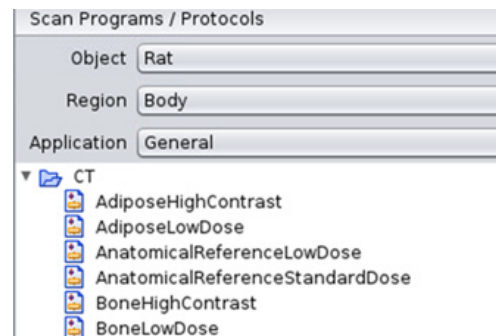 Scan Programs / Protocols
Object Rat
Region Body
Application General
CT
AdiposeHighContrast
AdiposeLowDose
AnatomicalReferenceLowDose
AnatomicalReferenceStandardDose
BoneHighContrast
BoneLowDose